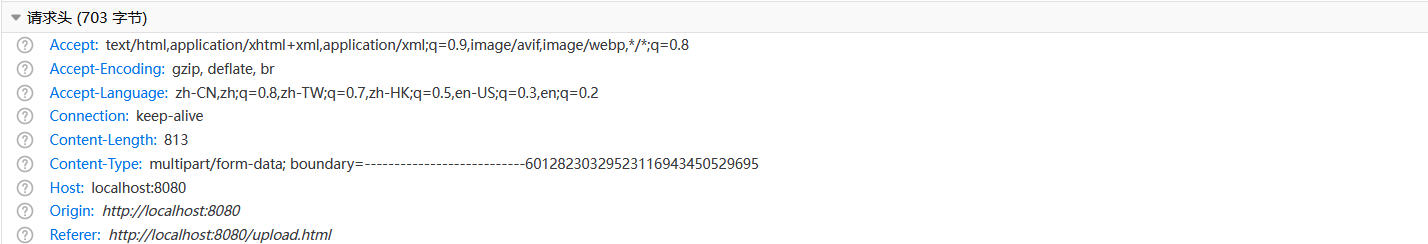 请求头 (703 字节)
Accept: text/html,application/xhtml+xml,application/xml;q=0.9,image/avif,image/webp,*/*;q=0.8
Accept-Encoding: gzip, deflate, br
Accept-Language: zh-CN,zh;q=0.8,zh-TW;q=0.7,zh-HK;q=0.5,en-US;q=0.3,en;q=0.2
Connection: keep-alive
Content-Length: 813
Content-Type: multipart/form-data; boundary=---------------------------60128230329523116943450529695
Host: localhost:8080
Origin: http://localhost:8080
Referer: http://localhost:8080/upload.html